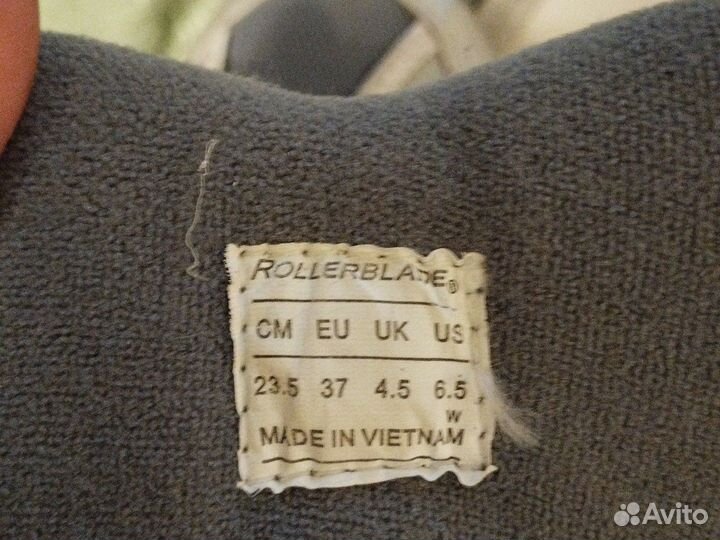 ROLLERBLADE®
CM EU UK US
23.5 37 4.5 6.5
W
MADE IN VIETNAM
Avito